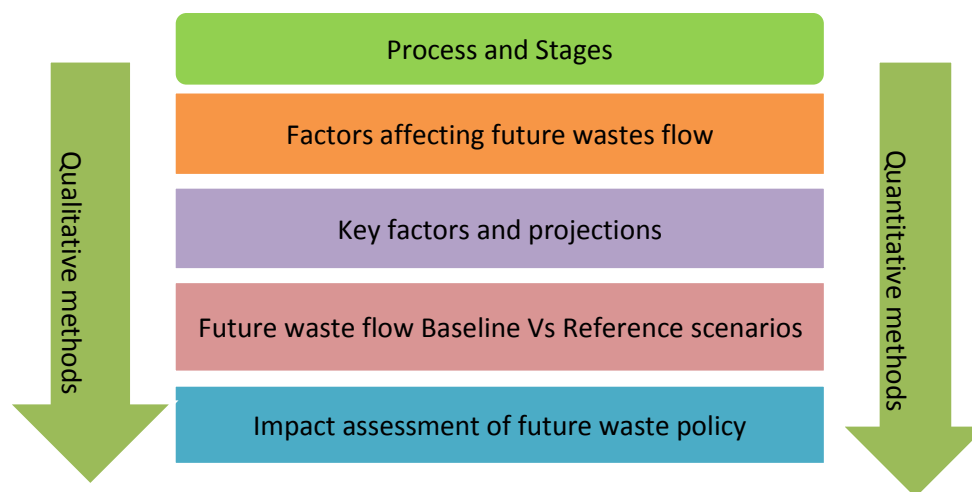 Process and Stages
Factors affecting future wastes flow
Key factors and projections
Future waste flow Baseline Vs Reference scenarios
Impact assessment of future waste policy
Qualitative methods
Quantitative methods